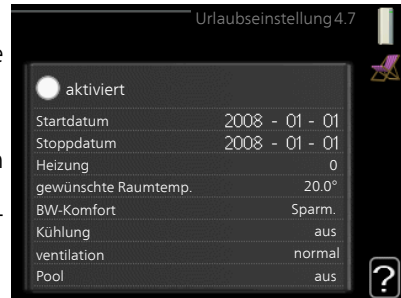 Urlaubseinstellung 4.7
aktiviert
Startdatum 2008 - 01 - 01
Stoppdatum 2008 - 01 - 01
Heizung 0
gewünschte Raumtemp. 20.0°
BW-Komfort Sparm.
Kühlung aus
ventilation normal
Pool aus
?